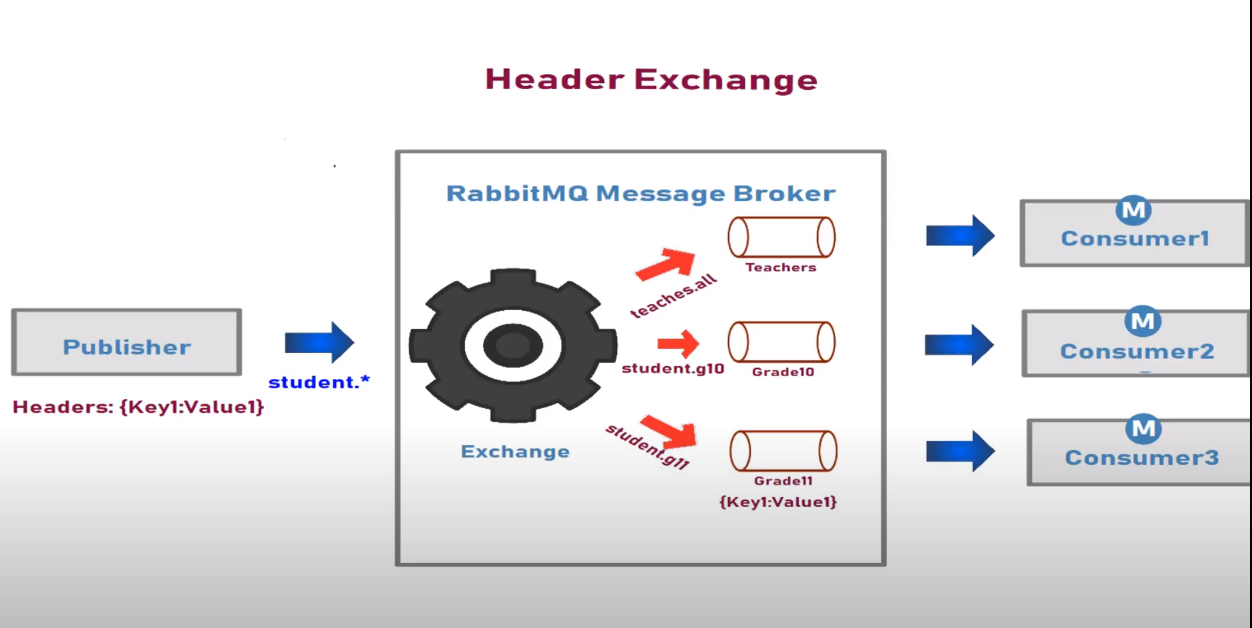 Header Exchange
RabbitMQ Message Broker
Teachers
teaches.all
student.g10
Grade10
student.g11
Grade11
{Key1:Value1}
Exchange
Publisher
student.*
Headers: {Key1:Value1}
M
Consumer1
M
Consumer2
M
Consumer3